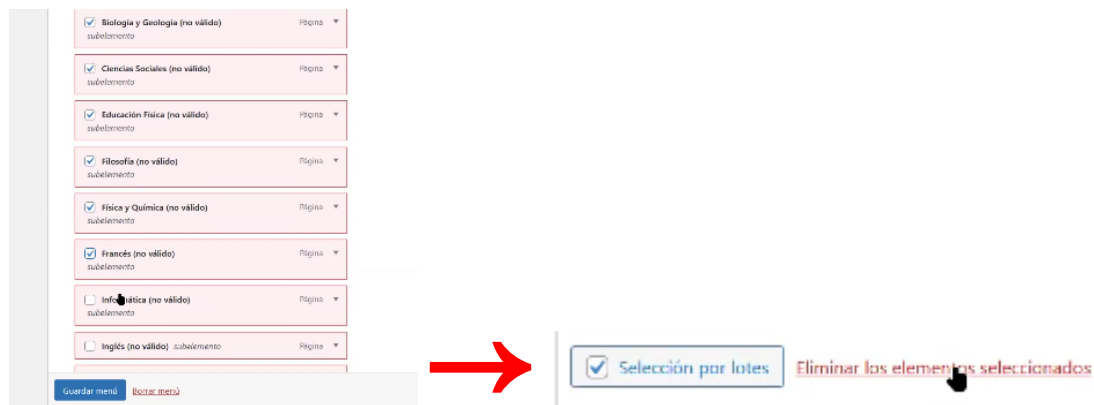 Biología y Geología (no válido) Página
subelemento
Ciencias Sociales (no válido) Página
subelemento
Educación Física (no válido) Página
subelemento
Filosofía (no válido) Página
subelemento
Física y Química (no válido) Página
subelemento
Francés (no válido) Página
subelemento
Informática (no válido) Página
subelemento
Inglés (no válido) subelemento Página
Guardar menú Borrar menú
Selección por lotes Eliminar los elementos seleccionados